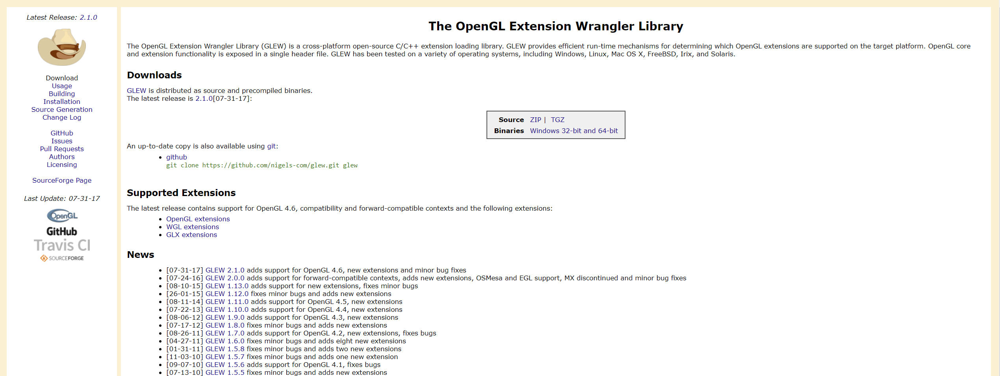 Latest Release: 2.1.0
Download
Usage
Building
Installation
Source Generation
Change Log
GitHub
Issues
Pull Requests
Authors
Licensing
SourceForge Page
Last Update: 07-31-17
OpenGL
GitHub
Travis CI
SOURCEFORGE
The OpenGL Extension Wrangler Library
The OpenGL Extension Wrangler Library (GLEW) is a cross-platform open-source C/C++ extension loading library. GLEW provides efficient run-time mechanisms for determining which OpenGL extensions are supported on the target platform. OpenGL core
and extension functionality is exposed in a single header file. GLEW has been tested on a variety of operating systems, including Windows, Linux, Mac OS X, FreeBSD, Irix, and Solaris.
Downloads
GLEW is distributed as source and precompiled binaries.
The latest release is 2.1.0[07-31-17]:
Source ZIP | TGZ
Binaries Windows 32-bit and 64-bit
An up-to-date copy is also available using git:
• github
git clone https://github.com/nigels-com/glew.git glew
Supported Extensions
The latest release contains support for OpenGL 4.6, compatibility and forward-compatible contexts and the following extensions:
• OpenGL extensions
• WGL extensions
• GLX extensions
News
• [07-31-17] GLEW 2.1.0 adds support for OpenGL 4.6, new extensions and minor bug fixes
• [07-24-16] GLEW 2.0.0 adds support for forward-compatible contexts, adds new extensions, OSMesa and EGL support, MX discontinued and minor bug fixes
• [08-10-15] GLEW 1.13.0 adds support for new extensions, fixes minor bugs
• [26-01-15] GLEW 1.12.0 fixes minor bugs and adds new extensions
• [08-11-14] GLEW 1.11.0 adds support for OpenGL 4.5, new extensions
• [07-22-13] GLEW 1.10.0 adds support for OpenGL 4.4, new extensions
• [08-06-12] GLEW 1.9.0 adds support for OpenGL 4.3, new extensions
• [07-17-12] GLEW 1.8.0 fixes minor bugs and adds new extensions
• [08-26-11] GLEW 1.7.0 adds support for OpenGL 4.2, new extensions, fixes bugs
• [04-27-11] GLEW 1.6.0 fixes minor bugs and adds eight new extensions
• [01-31-11] GLEW 1.5.8 fixes minor bugs and adds two new extensions
• [11-03-10] GLEW 1.5.7 fixes minor bugs and adds one new extension
• [09-07-10] GLEW 1.5.6 adds support for OpenGL 4.1, fixes bugs
• [07-13-10] GLEW 1.5.5 fixes minor bugs and adds new extensions